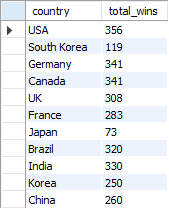 country total_wins
USA 356
South Korea 119
Germany 341
Canada 341
UK 308
France 283
Japan 73
Brazil 320
India 330
Korea 250
China 260